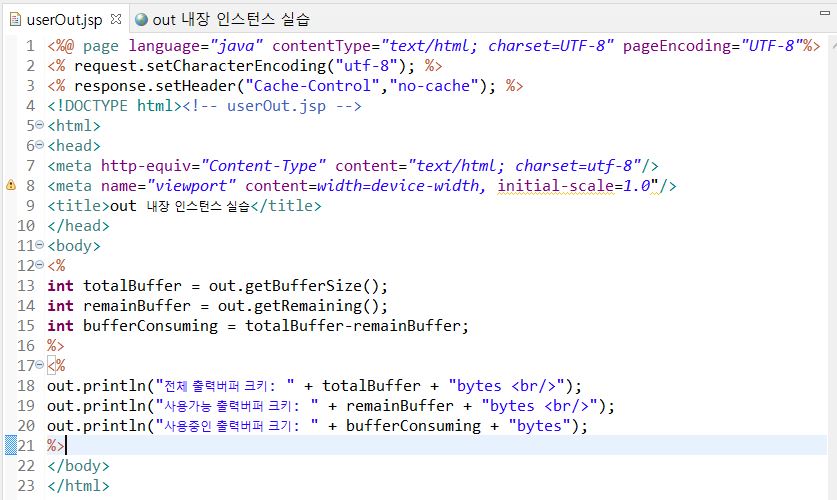 userOut.jsp out 내장 인스턴스 실습
1 <%@ page language="java" contentType="text/html; charset=UTF-8" pageEncoding="UTF-8"%>
2 <% request.setCharacterEncoding("utf-8"); %>
3 <% response.setHeader("Cache-Control","no-cache"); %>
4 <!DOCTYPE html><!-- userOut.jsp -->
5 <html>
6 <head>
7 <meta http-equiv="Content-Type" content="text/html; charset=utf-8"/>
8 <meta name="viewport" content=width=device-width, initial-scale=1.0"/>
9 <title>out 내장 인스턴스 실습</title>
10 </head>
11 <body>
12 <%
13 int totalBuffer = out.getBufferSize();
14 int remainBuffer = out.getRemaining();
15 int bufferConsuming = totalBuffer-remainBuffer;
16 %>
17 <%
18 out.println("전체 출력버퍼 크키: " + totalBuffer + "bytes <br/>");
19 out.println("사용가능 출력버퍼 크키: " + remainBuffer + "bytes <br/>");
20 out.println("사용중인 출력버퍼 크기: " + bufferConsuming + "bytes");
21 %>
22 </body>
23 </html>